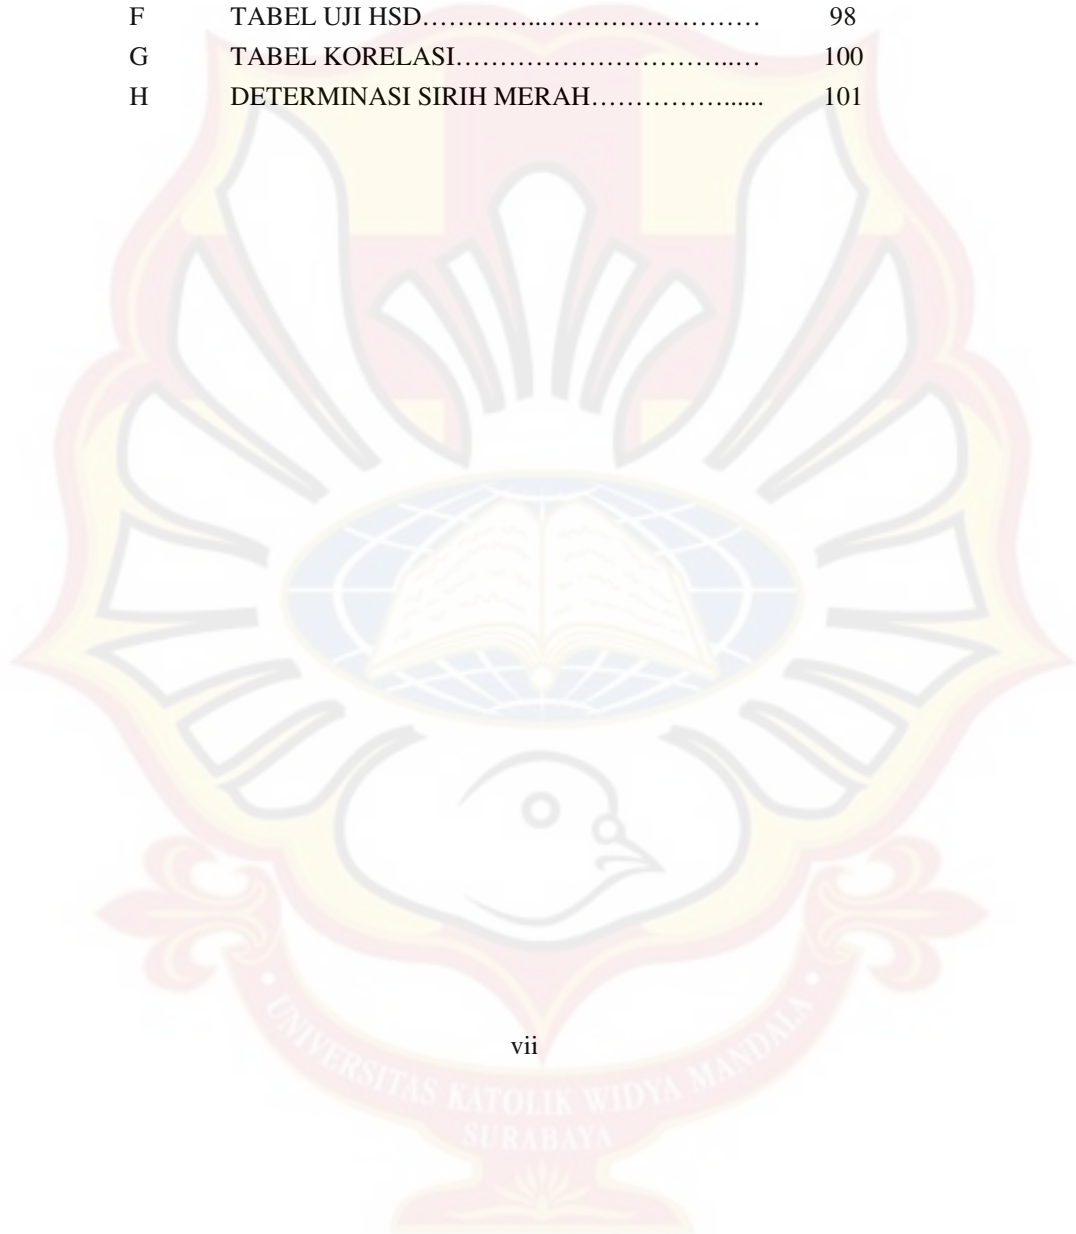 F TABEL UJI HSD…………...…………………… 98
G TABEL KORELASI…………………………...… 100
H DETERMINASI SIRIH MERAH……………...... 101
vii
• UNIVERSITAS KATOLIK WIDYA MANDALA •
SURABAYA